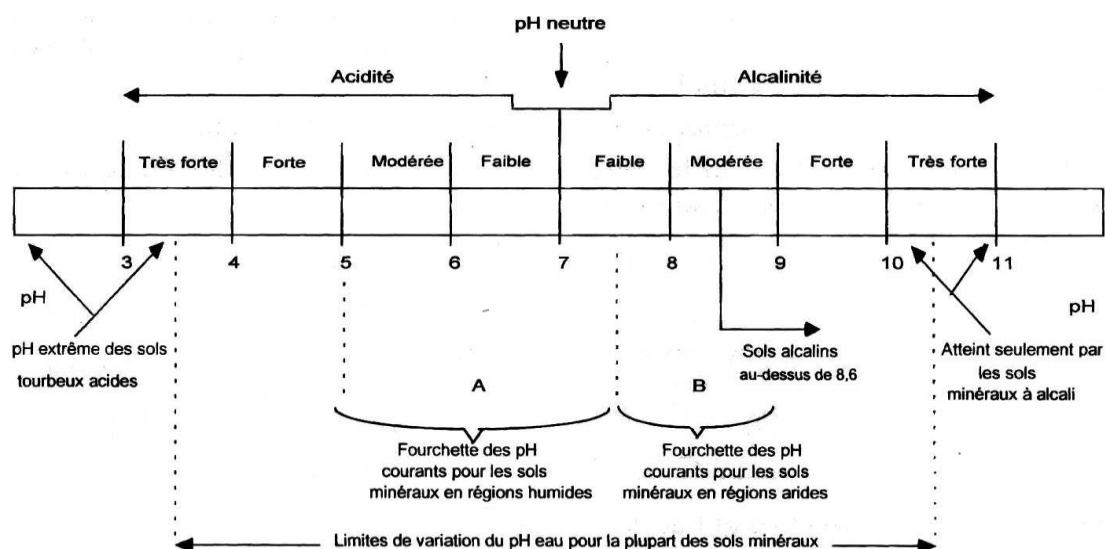 pH neutre
Acidité
Alcalinité
Très forte
Forte
Modérée
Faible
Faible
Modérée
Forte
Très forte
3
4
5
6
7
8
9
10
11
pH
pH
pH extrême des sols
tourbeux acides
Sols alcalins
au-dessus de 8,6
Atteint seulement par
les sols
minéraux à alcali
A
B
Fourchette des pH
courants pour les sols
minéraux en régions humides
Fourchette des pH
courants pour les sols
minéraux en régions arides
Limites de variation du pH eau pour la plupart des sols minéraux